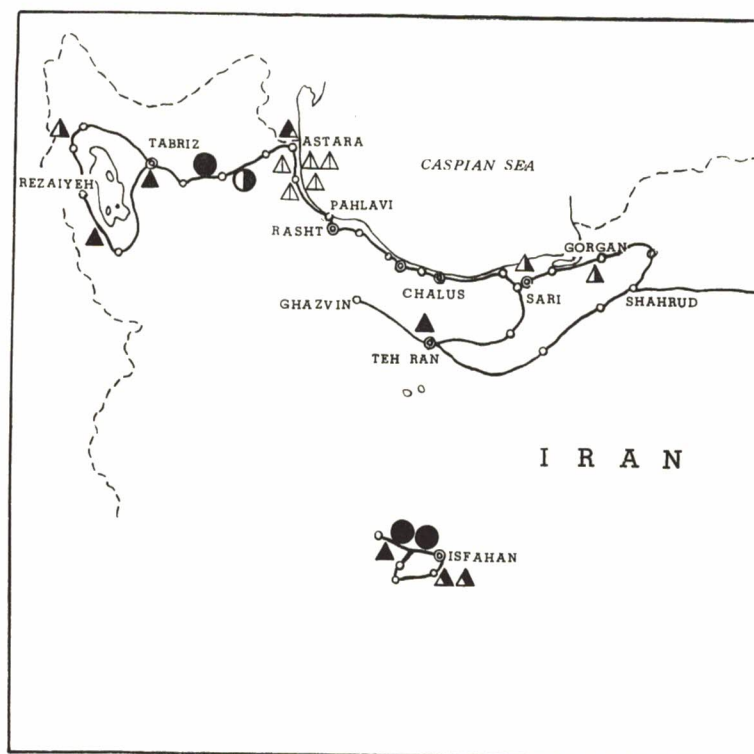 TABRIZ
ASTARA
CASPIAN SEA
REZAIYEH
PAHLAVI
RASHT
GORGAN
CHALUS
SARI
SHAHRUD
GHAZVIN
TEH RAN
I R A N
ISFAHAN